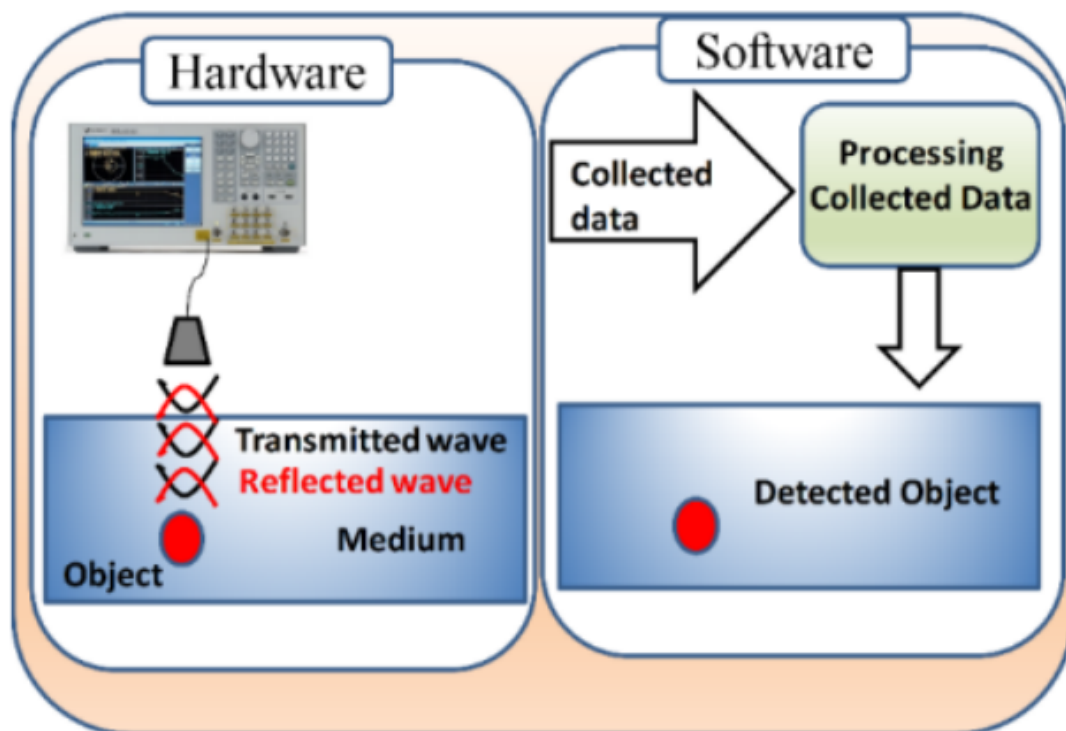 Hardware
Software
Collected
data
Processing
Collected Data
Transmitted wave
Reflected wave
Medium
Object
Detected Object